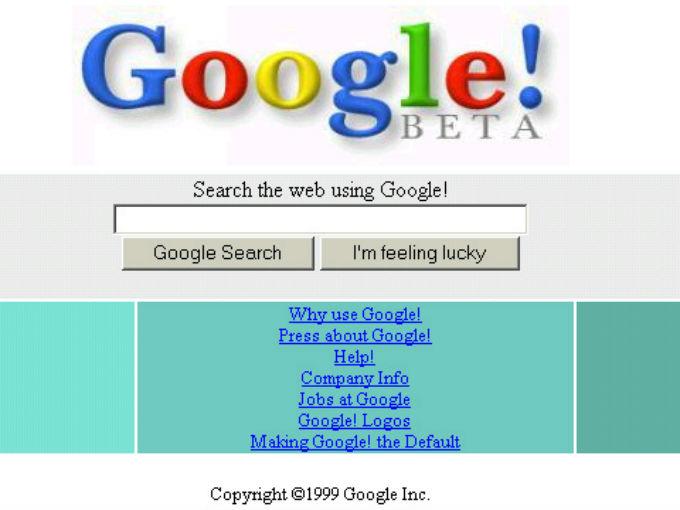 Google!
BETA
Search the web using Google!
Google Search
I'm feeling lucky
Why use Google!
Press about Google!
Help!
Company Info
Jobs at Google
Google! Logos
Making Google! the Default
Copyright ©1999 Google Inc.